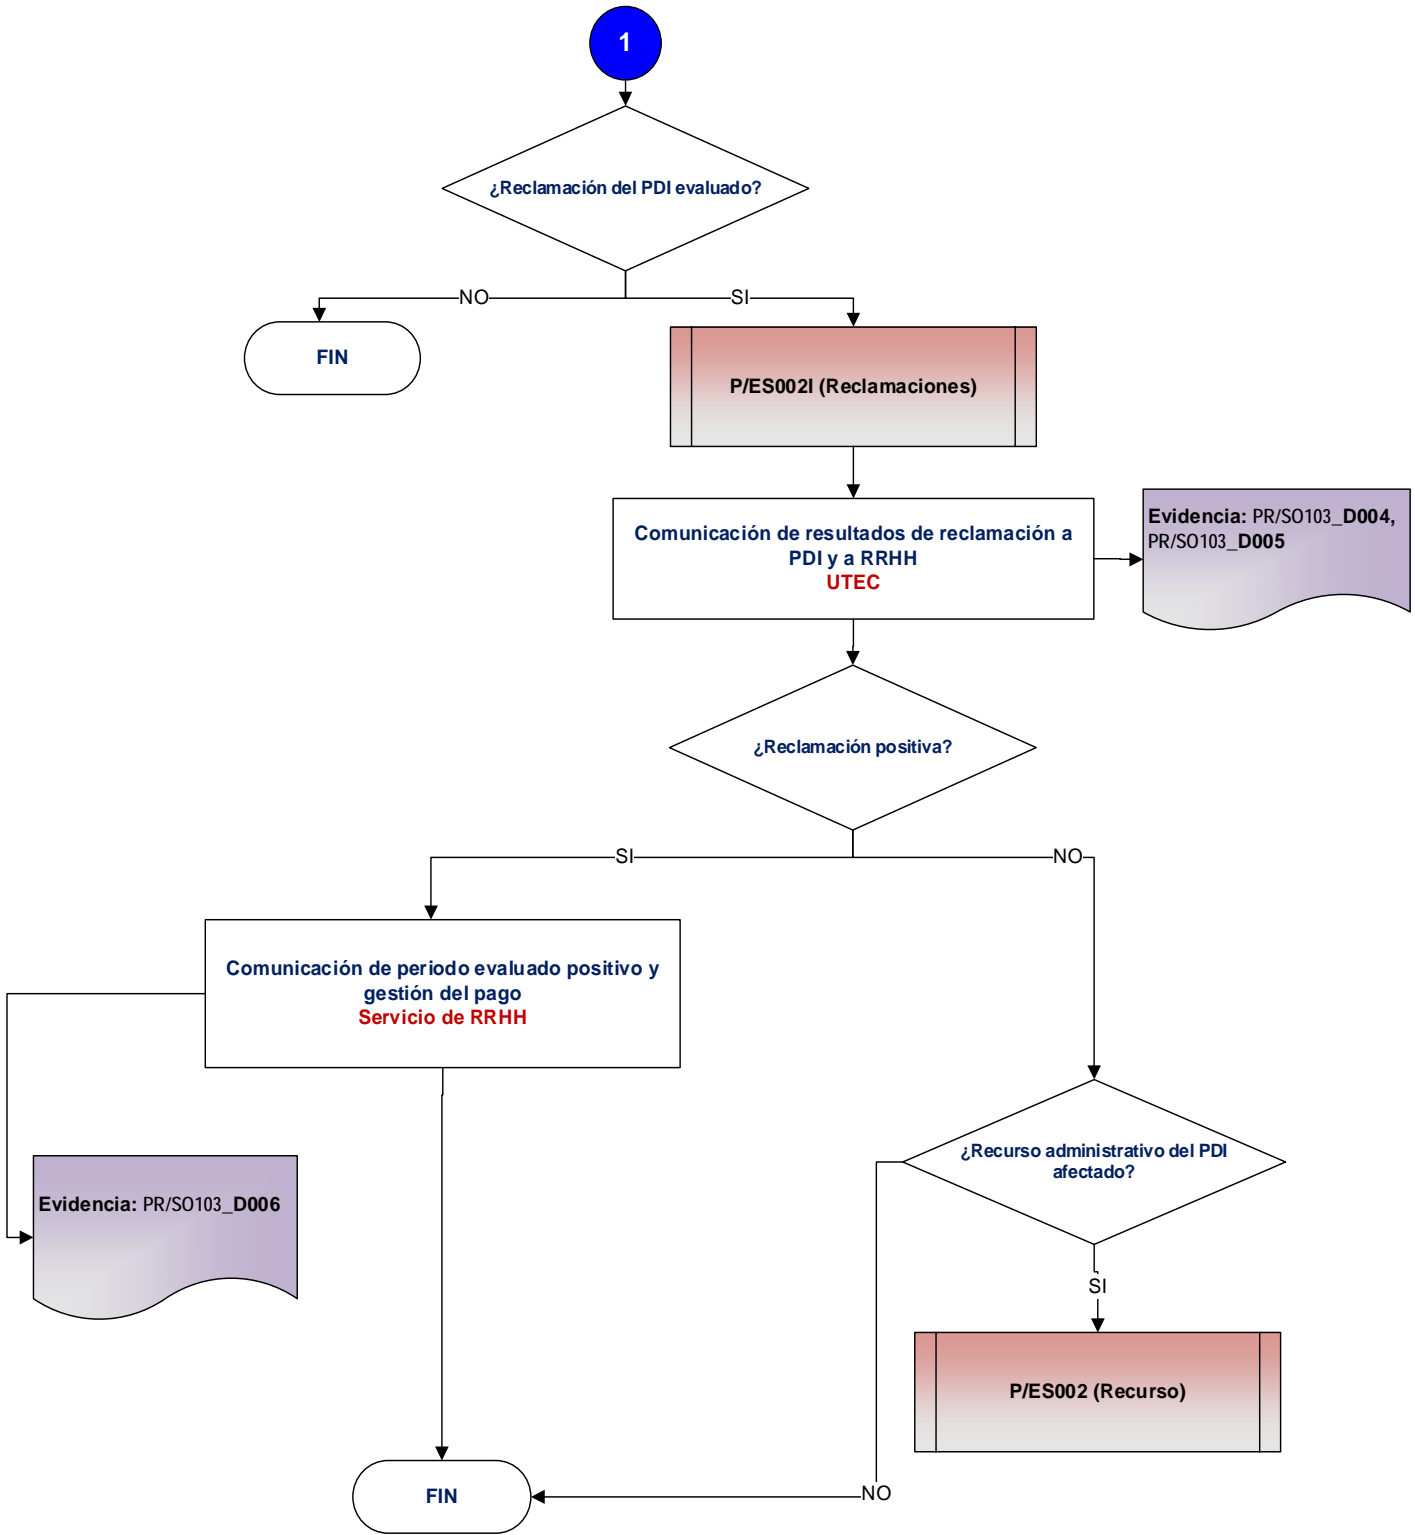 1
¿Reclamación del PDI evaluado?
NO
SI
FIN
P/ES002I (Reclamaciones)
Comunicación de resultados de reclamación a
PDI y a RRHH
UTEC
Evidencia: PR/SO103_D004,
PR/SO103_D005
¿Reclamación positiva?
SI
NO
Comunicación de periodo evaluado positivo y
gestión del pago
Servicio de RRHH
¿Recurso administrativo del PDI
afectado?
Evidencia: PR/SO103_D006
SI
P/ES002 (Recurso)
FIN
NO